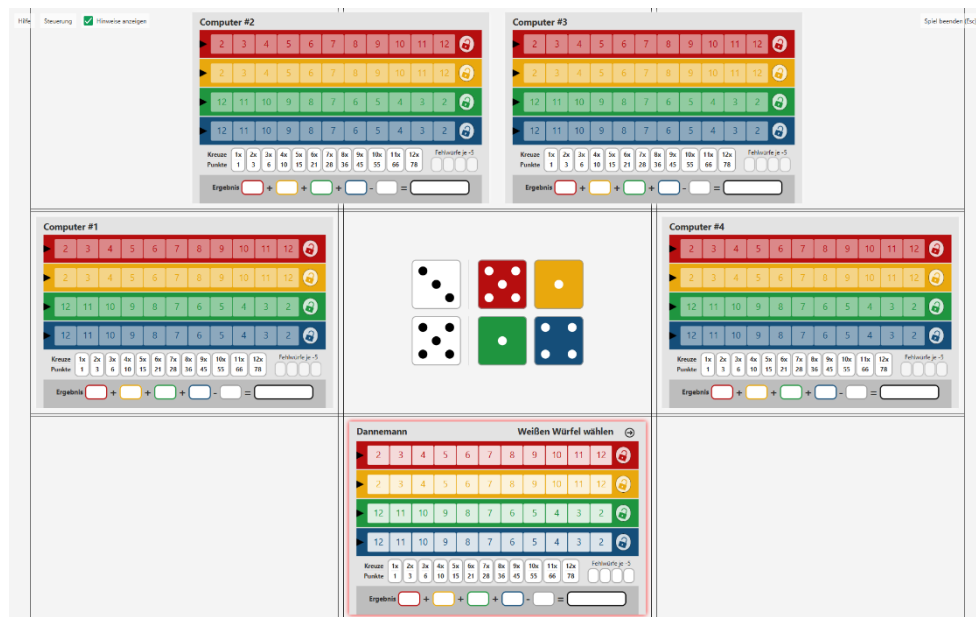 Hilfe Steuerung Hinweise anzeigen
Spiel beenden (Esc)
Computer #2
2 3 4 5 6 7 8 9 10 11 12
2 3 4 5 6 7 8 9 10 11 12
12 11 10 9 8 7 6 5 4 3 2
12 11 10 9 8 7 6 5 4 3 2
Kreuze 1x 2x 3x 4x 5x 6x 7x 8x 9x 10x 11x 12x Fehlwürfe je -5
Punkte 1 3 6 10 15 21 28 36 45 55 66 78
Ergebnis + + + - =
Computer #3
2 3 4 5 6 7 8 9 10 11 12
2 3 4 5 6 7 8 9 10 11 12
12 11 10 9 8 7 6 5 4 3 2
12 11 10 9 8 7 6 5 4 3 2
Kreuze 1x 2x 3x 4x 5x 6x 7x 8x 9x 10x 11x 12x Fehlwürfe je -5
Punkte 1 3 6 10 15 21 28 36 45 55 66 78
Ergebnis + + + - =
Computer #1
2 3 4 5 6 7 8 9 10 11 12
2 3 4 5 6 7 8 9 10 11 12
12 11 10 9 8 7 6 5 4 3 2
12 11 10 9 8 7 6 5 4 3 2
Kreuze 1x 2x 3x 4x 5x 6x 7x 8x 9x 10x 11x 12x Fehlwürfe je -5
Punkte 1 3 6 10 15 21 28 36 45 55 66 78
Ergebnis + + + - =
Computer #4
2 3 4 5 6 7 8 9 10 11 12
2 3 4 5 6 7 8 9 10 11 12
12 11 10 9 8 7 6 5 4 3 2
12 11 10 9 8 7 6 5 4 3 2
Kreuze 1x 2x 3x 4x 5x 6x 7x 8x 9x 10x 11x 12x Fehlwürfe je -5
Punkte 1 3 6 10 15 21 28 36 45 55 66 78
Ergebnis + + + - =
Dannemann Weißen Würfel wählen
2 3 4 5 6 7 8 9 10 11 12
2 3 4 5 6 7 8 9 10 11 12
12 11 10 9 8 7 6 5 4 3 2
12 11 10 9 8 7 6 5 4 3 2
Kreuze 1x 2x 3x 4x 5x 6x 7x 8x 9x 10x 11x 12x Fehlwürfe je -5
Punkte 1 3 6 10 15 21 28 36 45 55 66 78
Ergebnis + + + - =